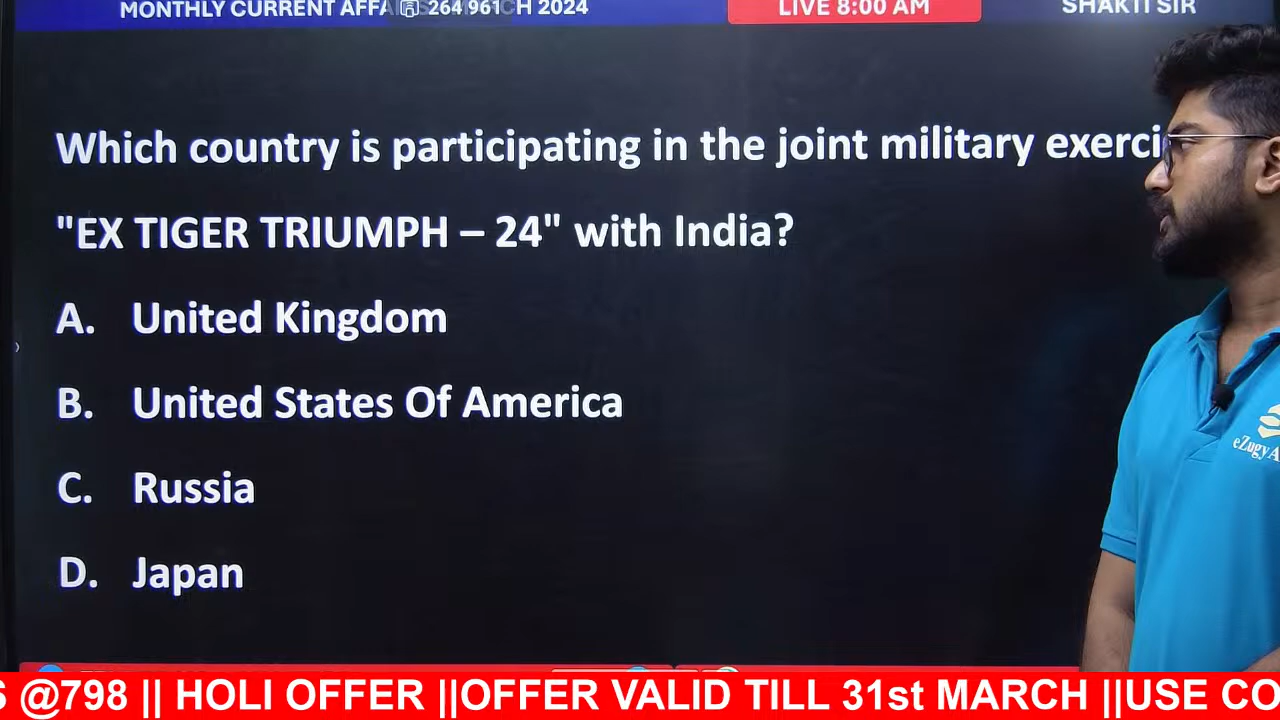 MONTHLY CURRENT AFFA 264 961 CH 2024
LIVE 8:00 AM
SHAKTI SIR
Which country is participating in the joint military exerci
"EX TIGER TRIUMPH – 24" with India?
A. United Kingdom
B. United States Of America
C. Russia
D. Japan
eZugyA
S @798 || HOLI OFFER ||OFFER VALID TILL 31st MARCH ||USE CO